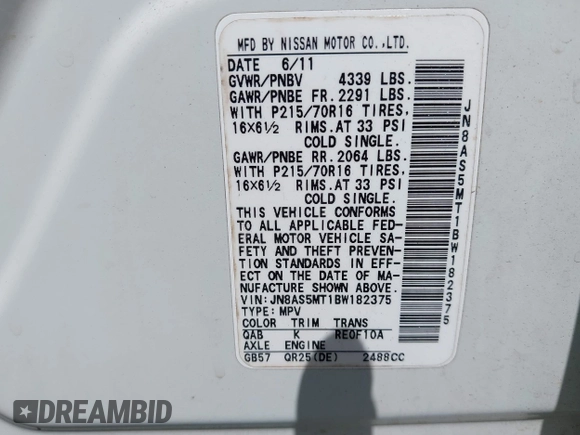 MFD BY NISSAN MOTOR CO.,LTD.
DATE 6/11
GVWR/PNBV 4339 LBS.
GAWR/PNBE FR. 2291 LBS.
WITH P215/70R16 TIRES,
16X6½ RIMS.AT 33 PSI
COLD SINGLE.
GAWR/PNBE RR. 2064 LBS.
WITH P215/70R16 TIRES,
16X6½ RIMS.AT 33 PSI
COLD SINGLE.
THIS VEHICLE CONFORMS
TO ALL APPLICABLE FED-
ERAL MOTOR VEHICLE SA-
FETY AND THEFT PREVEN-
TION STANDARDS IN EFF-
ECT ON THE DATE OF MA-
NUFACTURE SHOWN ABOVE.
VIN:JN8AS5MT1BW182375
TYPE:MPV
COLOR TRIM TRANS
QAB K RE0F10A
AXLE ENGINE
GB57 QR25(DE) 2488CC
JN8AS5MT1BW182375
DREAMBID